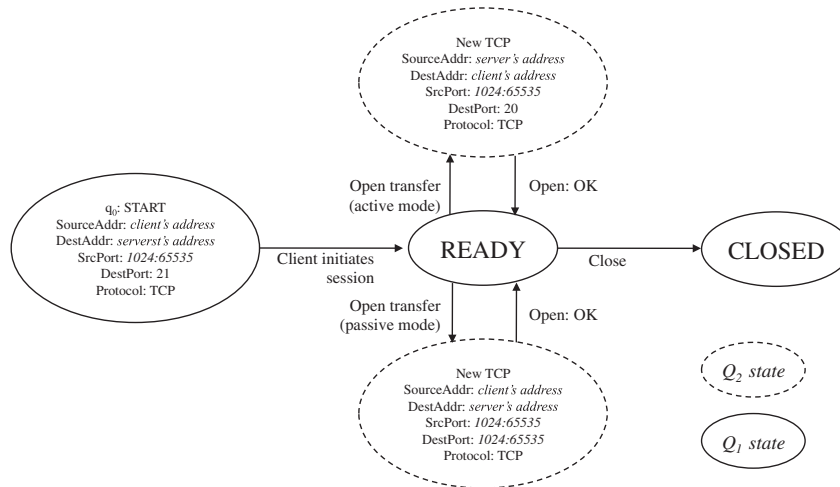 New TCP
SourceAddr: server's address
DestAddr: client's address
SrcPort: 1024:65535
DestPort: 20
Protocol: TCP
Open transfer
(active mode)
Open: OK
q0: START
SourceAddr: client's address
DestAddr: serverst's address
SrcPort: 1024:65535
DestPort: 21
Protocol: TCP
Client initiates
session
READY
Close
CLOSED
Open transfer
(passive mode)
Open: OK
New TCP
SourceAddr: client's address
DestAddr: server's address
SrcPort: 1024:65535
DestPort: 1024:65535
Protocol: TCP
Q2 state
Q1 state